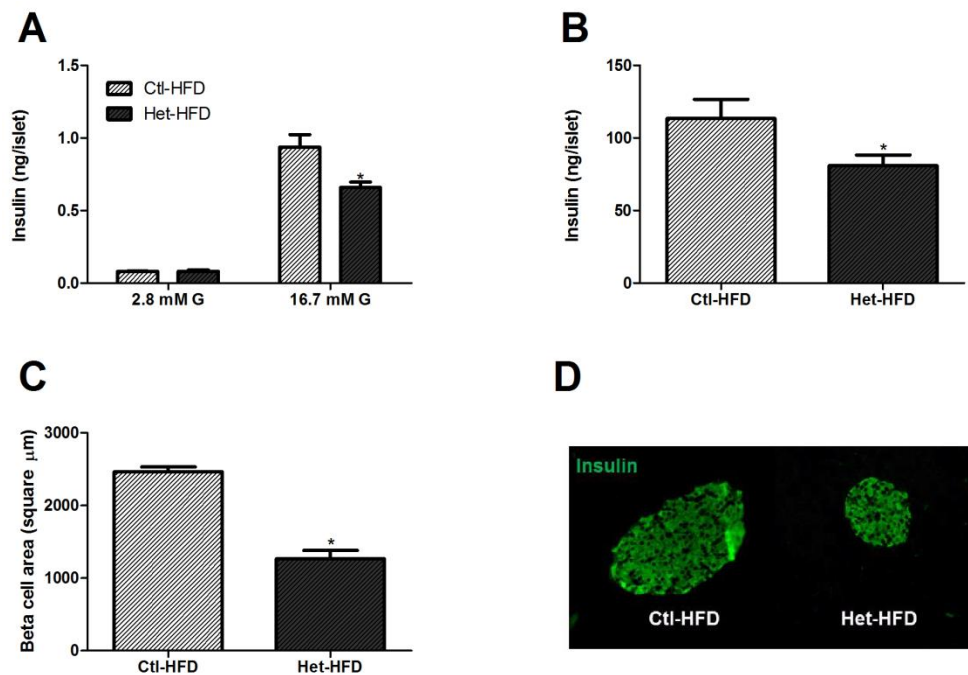 A
Insulin (ng/islet)
1.5
1.0
0.5
0.0
Ctl-HFD
Het-HFD
*
2.8 mM G
16.7 mM G
B
Insulin (ng/islet)
150
100
50
0
*
Ctl-HFD
Het-HFD
C
Beta cell area (square μm)
3000
2000
1000
0
*
Ctl-HFD
Het-HFD
D
Insulin
Ctl-HFD
Het-HFD